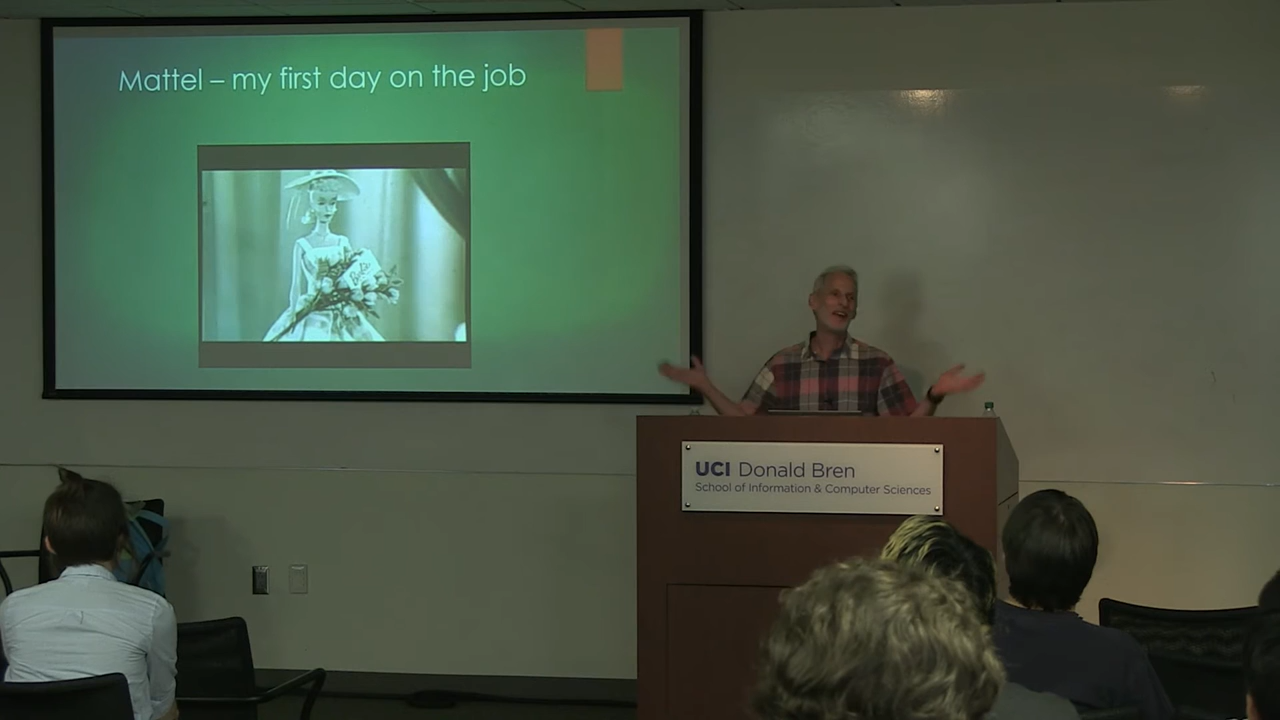 Mattel – my first day on the job
UCI Donald Bren
School of Information & Computer Sciences